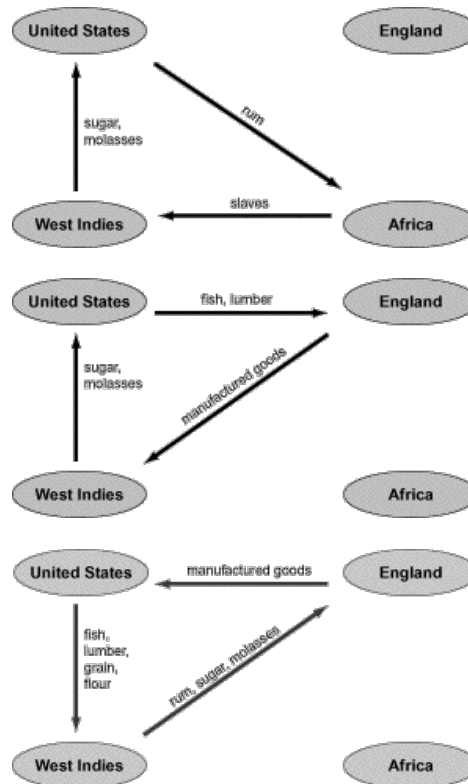 United States
England
sugar,
molasses
rum
slaves
West Indies
Africa
United States
fish, lumber
England
sugar,
molasses
manufactured goods
West Indies
Africa
United States
manufactured goods
England
fish,
lumber,
grain,
flour
rum, sugar, molasses
West Indies
Africa